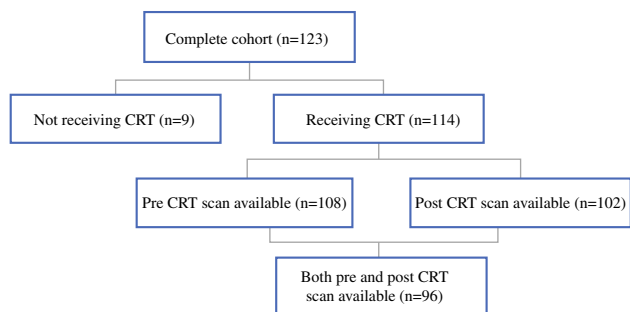 Complete cohort (n=123)
Not receiving CRT (n=9)
Receiving CRT (n=114)
Pre CRT scan available (n=108)
Post CRT scan available (n=102)
Both pre and post CRT
scan available (n=96)